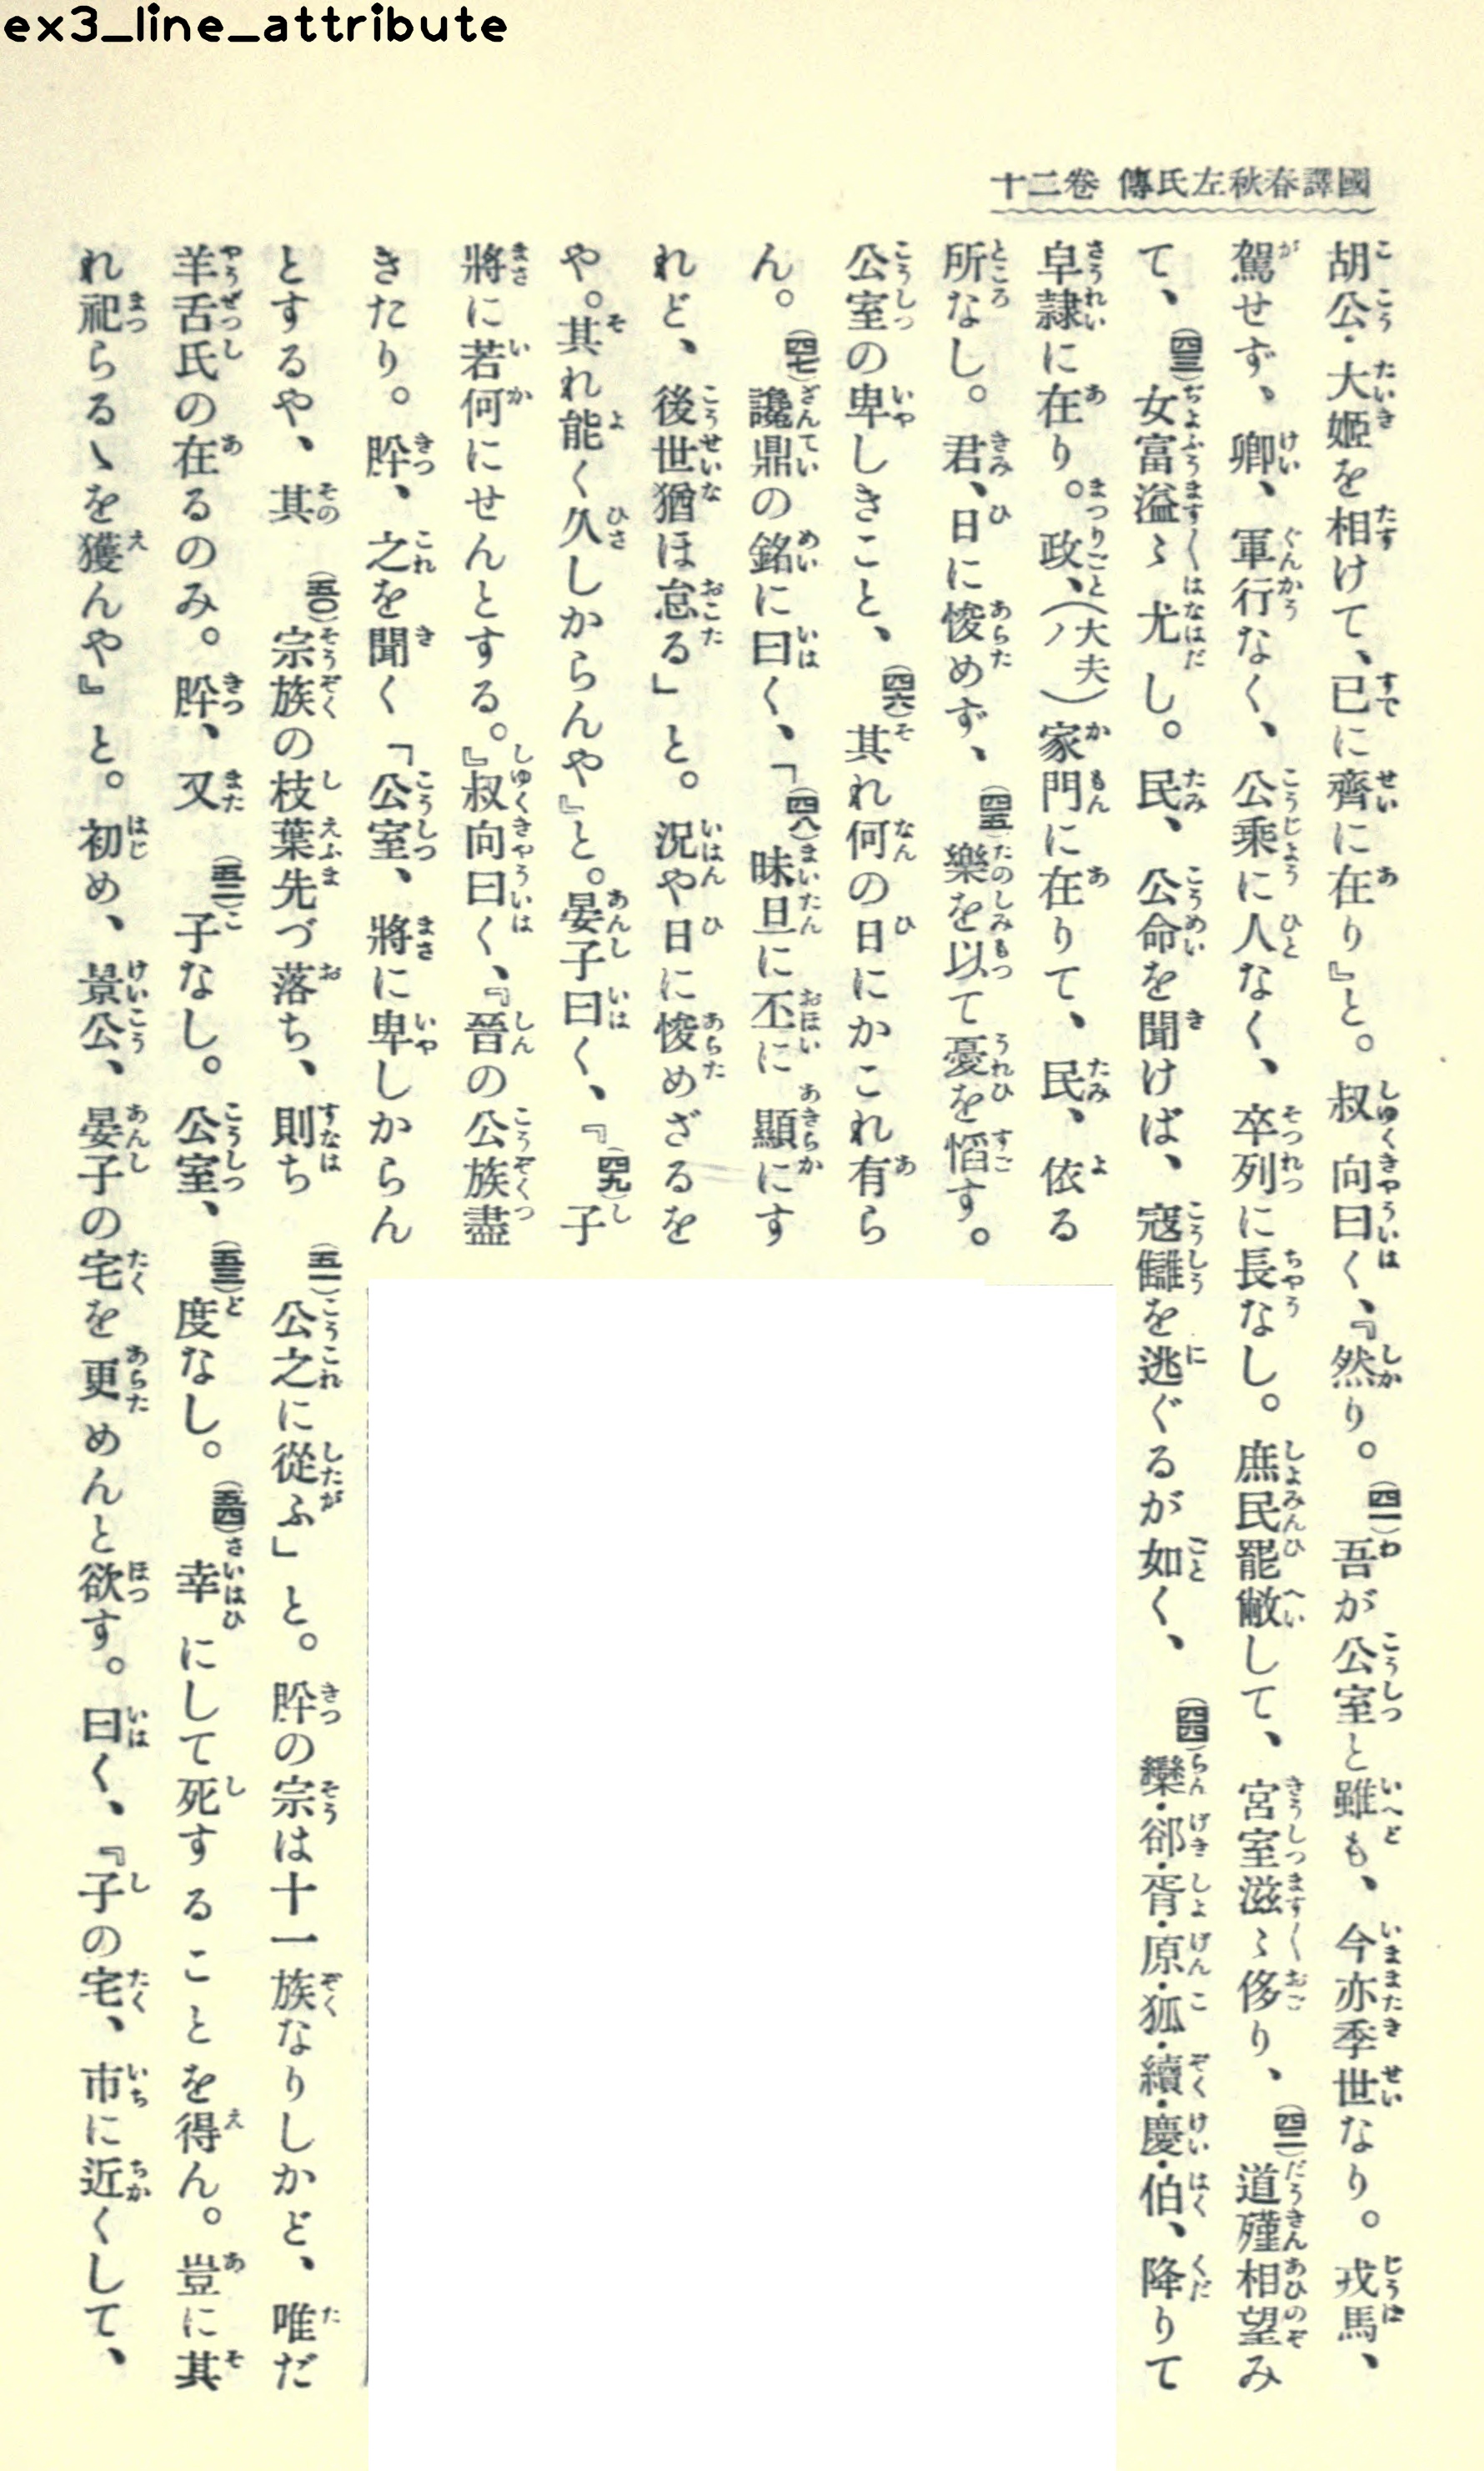 ex3_line_attribute
國譯春秋左氏傳 卷二十
胡公・大姬を相けて、已に齊に在り』と。叔向曰く、『然り。(四一)吾が公室と雖も、今亦季世なり。戎馬、
駕せず、卿、軍行なく、公乘に人なく、卒列に長なし。庶民罷敝して、宮室滋〻侈り、(四二)道殣相望み
て、(四三)女富溢〻尤し。民、公命を聞けば、寇讎を逃ぐるが如く、(四四)欒・郤・胥・原・狐・續・慶・伯、降りて
皁隷に在り。政、(大夫ノ)家門に在りて、民、依る
所なし。君、日に悛めず、(四五)樂を以て憂を慆す。
公室の卑しきこと、(四六)其れ何の日にかこれ有ら
ん。(四七)讒鼎の銘に曰く、「(四八)昧旦に丕に顯にす
れど、後世猶ほ怠る」と。況や日に悛めざるを
や。其れ能く久しからんや』と。晏子曰く、『(四九)子
將に若何にせんとする。』叔向曰く、『晉の公族盡
きたり。肸、之を聞く「公室、將に卑しからん
とするや、其(五〇)宗族の枝葉先づ落ち、則ち(五一)公之に從ふ」と。肸の宗は十一族なりしかど、唯だ
羊舌氏の在るのみ。肸、又(五二)子なし。公室、(五三)度なし。(五四)幸にして死することを得ん。豈に其
れ祀らるゝを獲んや』と。初め、景公、晏子の宅を更めんと欲す。曰く、『子の宅、市に近くして、